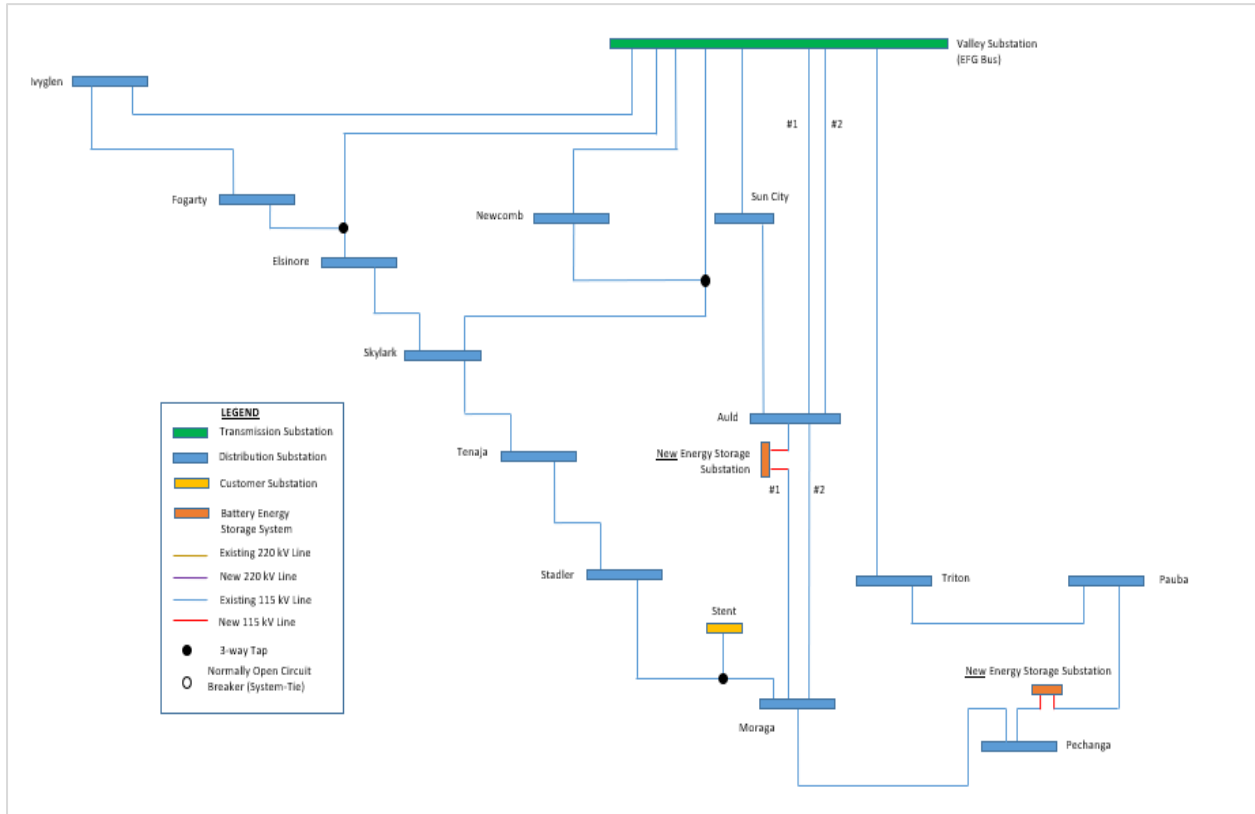 Valley Substation
(EFG Bus)
Ivyglen
#1
#2
Fogarty
Newcomb
Sun City
Elsinore
Skylark
Auld
LEGEND
Transmission Substation
Distribution Substation
Customer Substation
Battery Energy
Storage System
Existing 220 kV Line
New 220 kV Line
Existing 115 kV Line
New 115 kV Line
3-way Tap
Normally Open Circuit
Breaker (System-Tie)
Tenaja
New Energy Storage
Substation
#1
#2
Stadler
Triton
Pauba
Stent
New Energy Storage Substation
Moraga
Pechanga